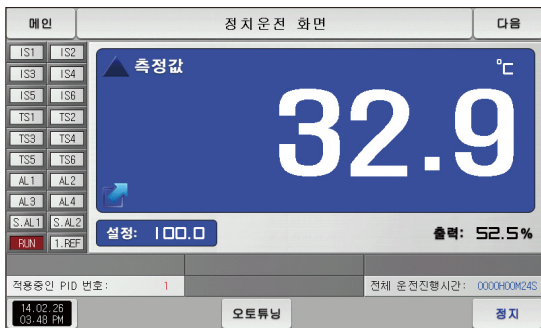 메인 정치운전 화면 다음
IS1 IS2
측정값 ℃
IS3 IS4
IS5 IS6
TS1 TS2
32.9
TS3 TS4
TS5 TS6
AL1 AL2
AL3 AL4
S.AL1 S.AL2
설정: 100.0 출력: 52.5%
RUN 1.REF
적용중인 PID 번호: 1 전체 운전진행시간: 0000H00M24S
14.02.26
03:48 PM
오토튜닝 정지